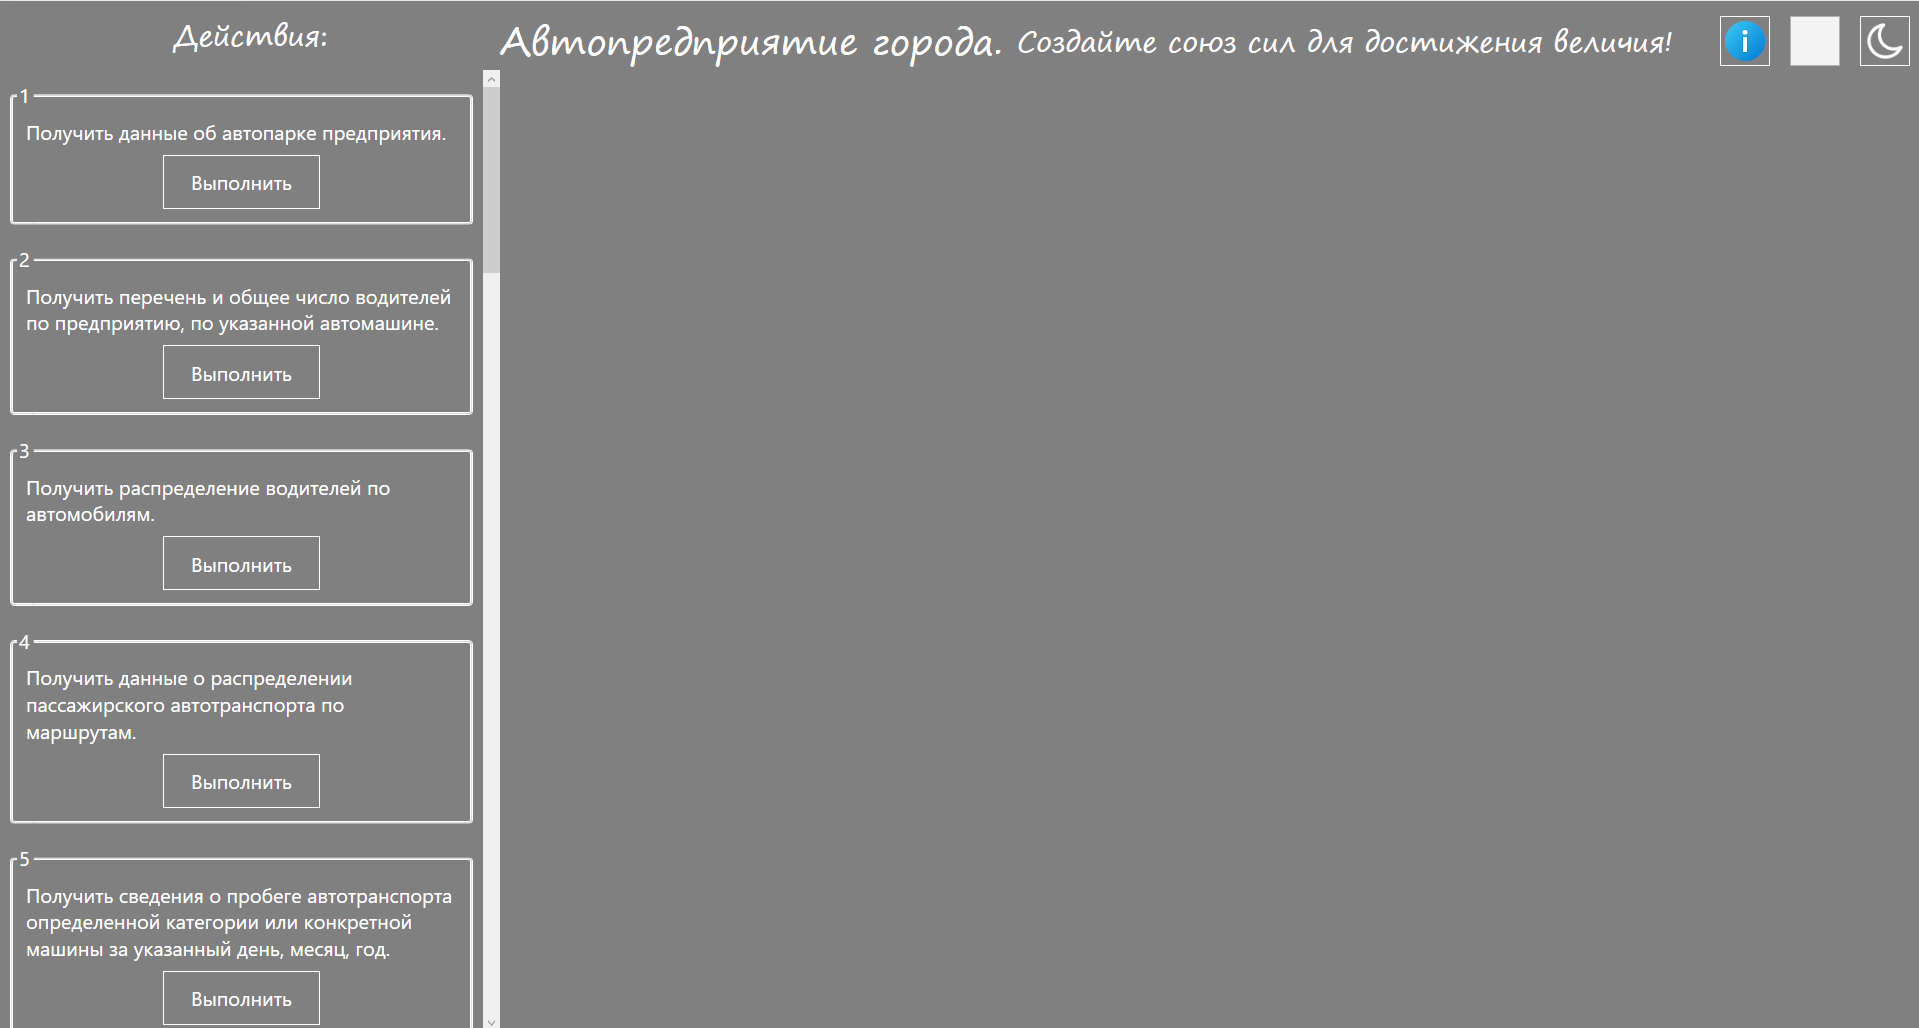 Действия:
Автопредприятие города. Создайте союз сил для достижения величия!
i
1
Получить данные об автопарке предприятия.
Выполнить
2
Получить перечень и общее число водителей
по предприятию, по указанной автомашине.
Выполнить
3
Получить распределение водителей по
автомобилям.
Выполнить
4
Получить данные о распределении
пассажирского автотранспорта по
маршрутам.
Выполнить
5
Получить сведения о пробеге автотранспорта
определенной категории или конкретной
машины за указанный день, месяц, год.
Выполнить